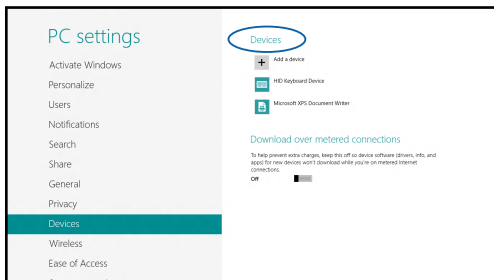 PC settings
Activate Windows
Personalize
Users
Notifications
Search
Share
General
Privacy
Devices
Wireless
Ease of Access
Devices
Add a device
HID Keyboard Device
Microsoft XPS Document Writer
Download over metered connections
To help prevent extra charges, keep this off so device software (drivers, info, and
apps) for new devices won't download while you're on metered Internet
connections.
Off